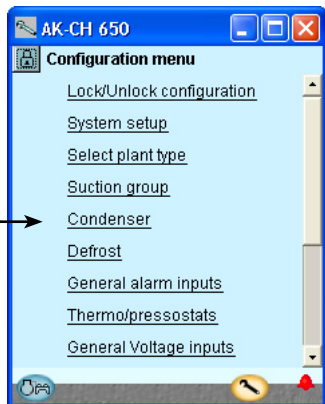 AK-CH 650
Configuration menu
Lock/Unlock configuration
System setup
Select plant type
Suction group
Condenser
Defrost
General alarm inputs
Thermo/pressostats
General Voltage inputs